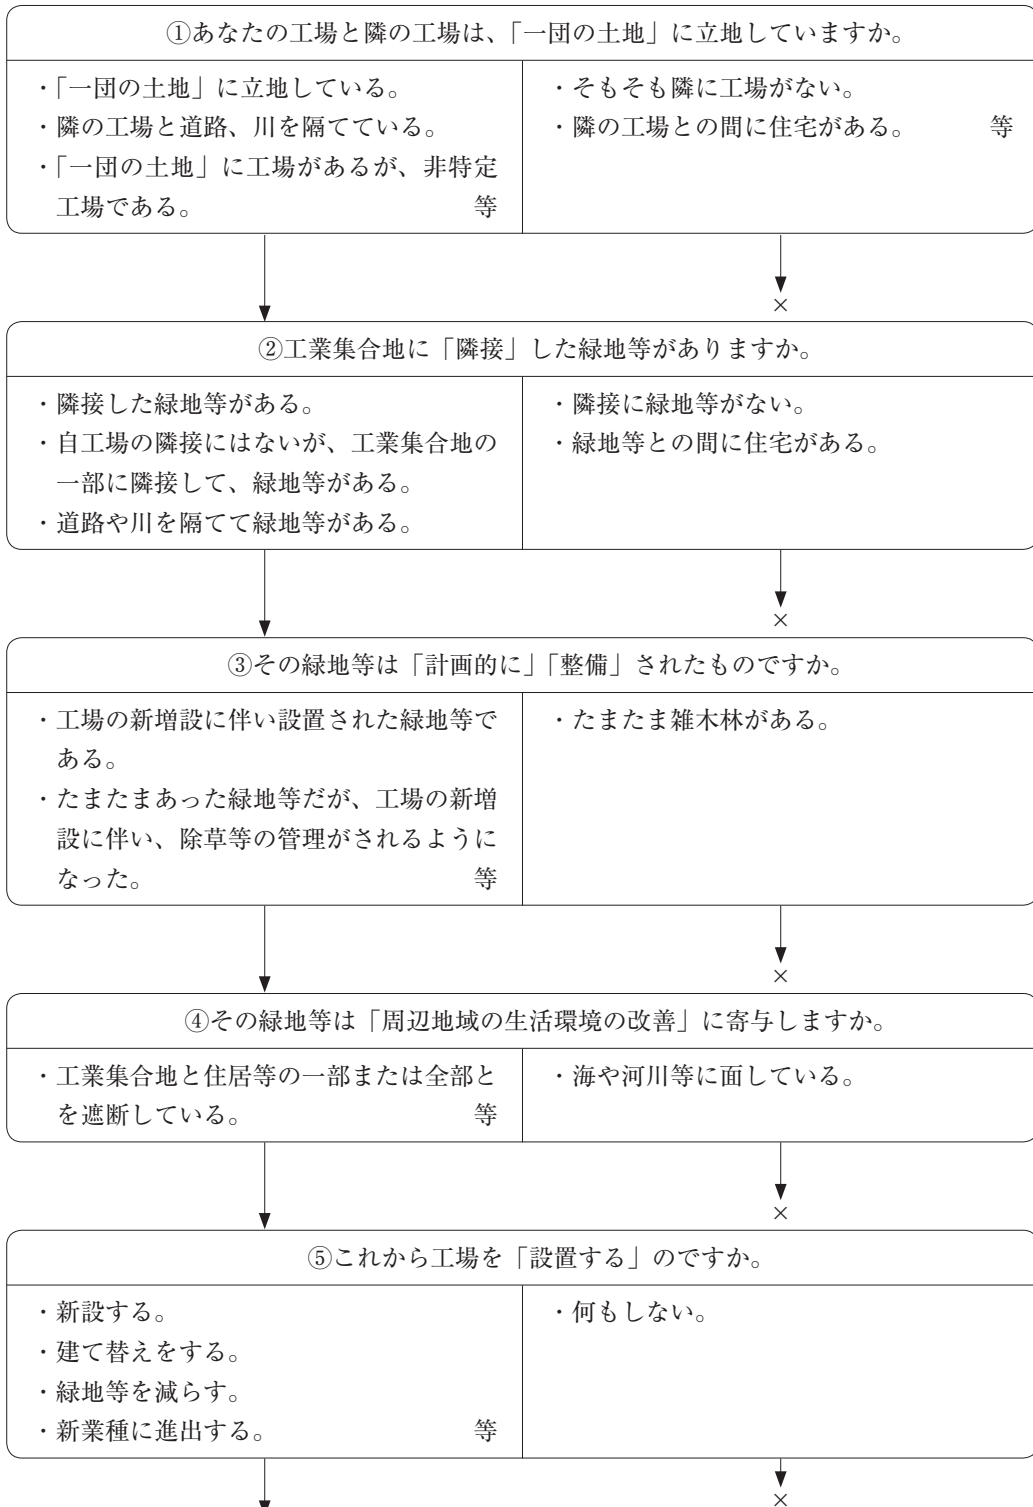 ①あなたの工場と隣の工場は、「一団の土地」に立地していますか。
・「一団の土地」に立地している。
・隣の工場と道路、川を隔てている。
・「一団の土地」に工場があるが、非特定
工場である。 等
・そもそも隣に工場がない。
・隣の工場との間に住宅がある。 等
×
②工業集合地に「隣接」した緑地等がありますか。
・隣接した緑地等がある。
・自工場の隣接にはないが、工業集合地の
一部に隣接して、緑地等がある。
・道路や川を隔てて緑地等がある。
・隣接に緑地等がない。
・緑地等との間に住宅がある。
×
③その緑地等は「計画的に」「整備」されたものですか。
・工場の新増設に伴い設置された緑地等で
ある。
・たまたまあった緑地等だが、工場の新増
設に伴い、除草等の管理がされるように
なった。 等
・たまたま雑木林がある。
×
④その緑地等は「周辺地域の生活環境の改善」に寄与しますか。
・工業集合地と住居等の一部または全部と
を遮断している。 等
・海や河川等に面している。
×
⑤これから工場を「設置する」のですか。
・新設する。
・建て替えをする。
・緑地等を減らす。
・新業種に進出する。 等
・何もしない。
×